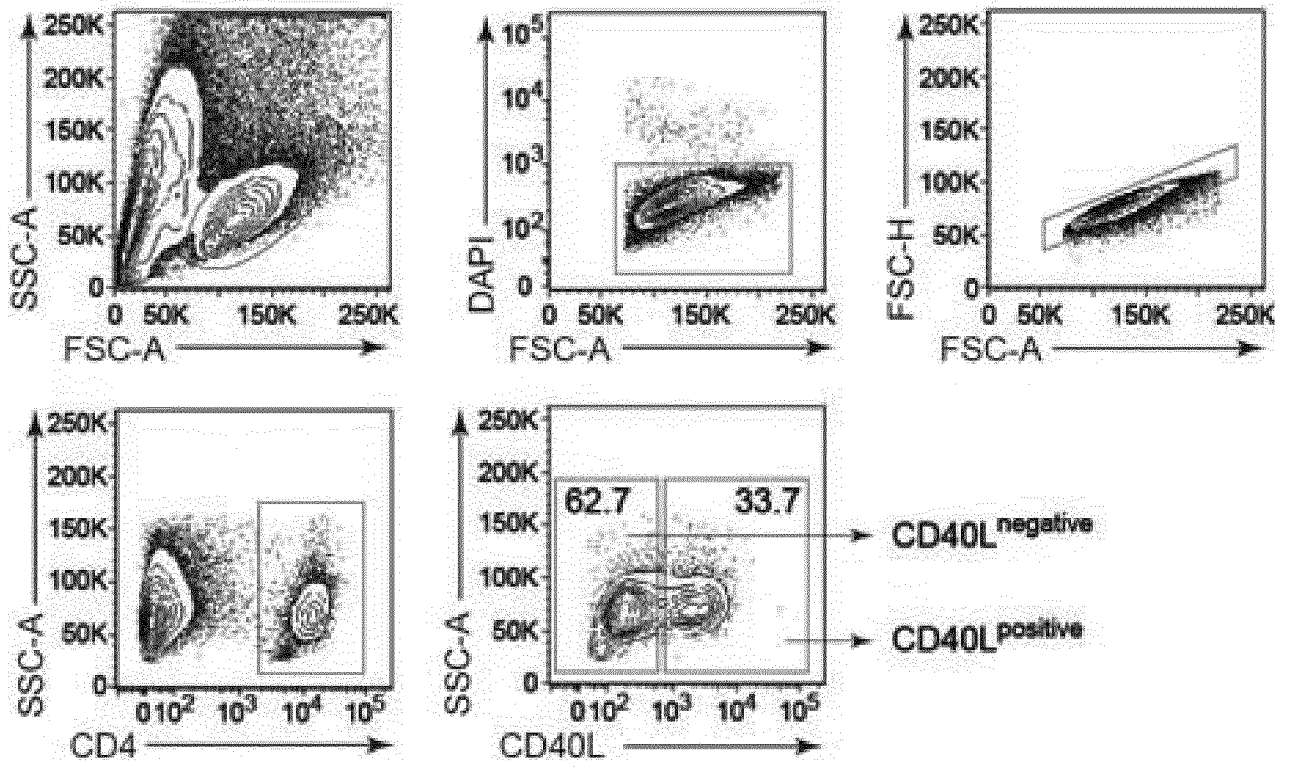 250K
200K
150K
100K
50K
0
SSC-A
0 50K 150K 250K
FSC-A
10^5
10^4
10^3
10^2
0
DAPI
0 50K 150K 250K
FSC-A
250K
200K
150K
100K
50K
0
FSC-H
0 50K 150K 250K
FSC-A
250K
200K
150K
100K
50K
0
SSC-A
0 10^2 10^3 10^4 10^5
CD4
250K
200K
150K
100K
50K
0
SSC-A
62.7 33.7
0 10^2 10^3 10^4 10^5
CD40L
CD40L^negative
CD40L^positive